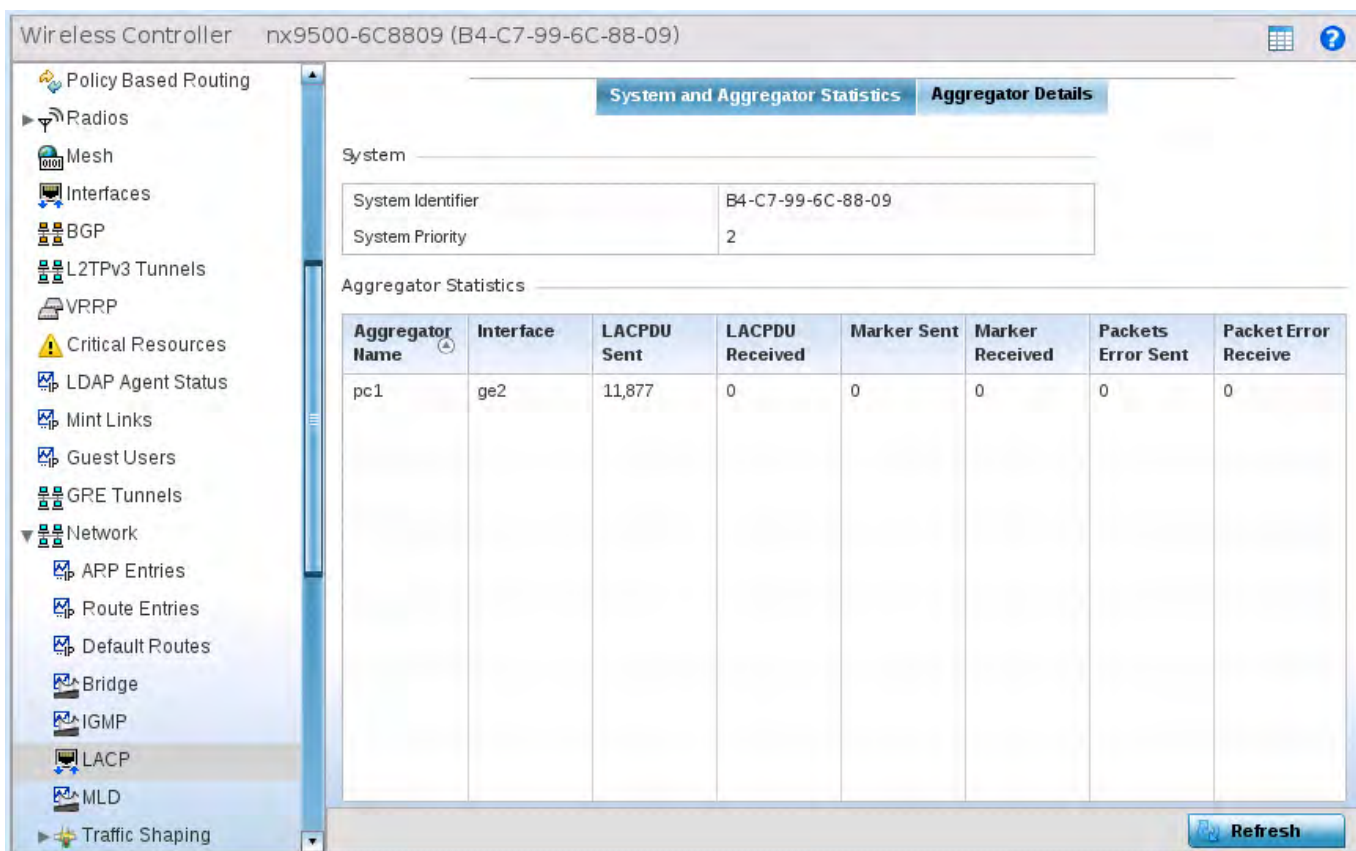 Wireless Controller nx9500-6C8809 (B4-C7-99-6C-88-09)
Policy Based Routing
Radios
Mesh
Interfaces
BGP
L2TPv3 Tunnels
VRRP
Critical Resources
LDAP Agent Status
Mint Links
Guest Users
GRE Tunnels
Network
ARP Entries
Route Entries
Default Routes
Bridge
IGMP
LACP
MLD
Traffic Shaping
System and Aggregator Statistics Aggregator Details
System
System Identifier B4-C7-99-6C-88-09
System Priority 2
Aggregator Statistics
Aggregator Name Interface LACPDU Sent LACPDU Received Marker Sent Marker Received Packets Error Sent Packet Error Receive
pc1 ge2 11,877 0 0 0 0 0
Refresh